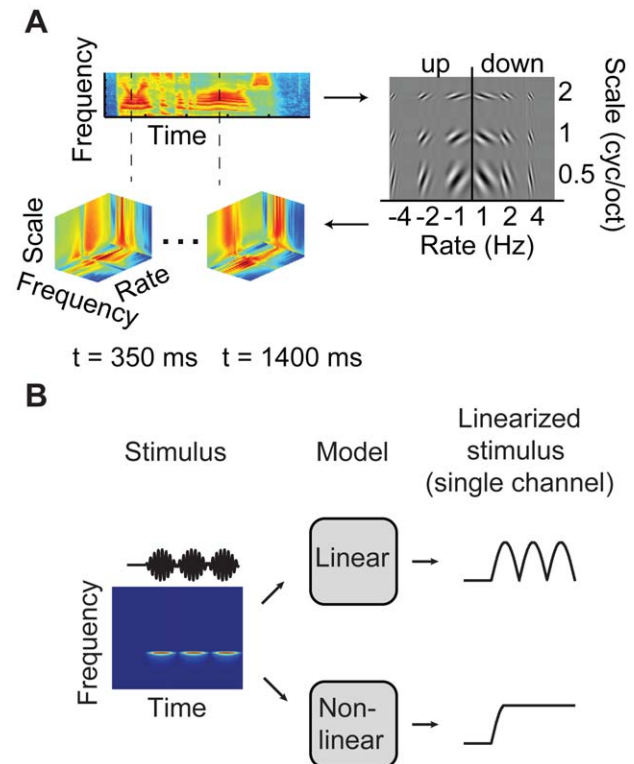 A
Frequency
Time
up down
2
1
0.5
Scale (cyc/oct)
-4 -2 -1 1 2 4
Rate (Hz)
Scale
Frequency
Rate
...
t = 350 ms t = 1400 ms
B
Stimulus
Model
Linearized
stimulus
(single channel)
Frequency
Time
Linear
Non-
linear